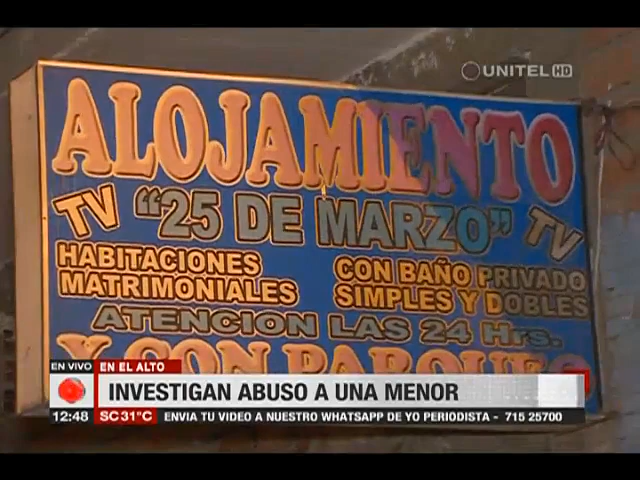 UNITEL HD
ALOJAMIENTO
TV "25 DE MARZO" TV
HABITACIONES MATRIMONIALES
CON BAÑO PRIVADO SIMPLES Y DOBLES
ATENCION LAS 24 Hrs.
Y CON PARQUEO
EN VIVO EN EL ALTO
INVESTIGAN ABUSO A UNA MENOR
12:48 SC 31°C ENVIA TU VIDEO A NUESTRO WHATSAPP DE YO PERIODISTA - 715 25700